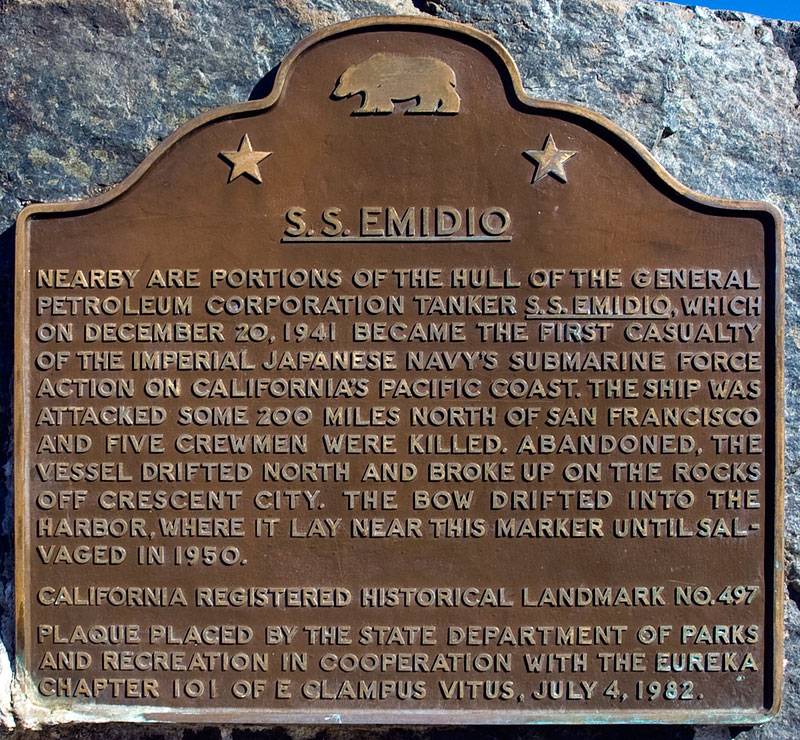 S. S. EMIDIO
NEARBY ARE PORTIONS OF THE HULL OF THE GENERAL
PETROLEUM CORPORATION TANKER S.S. EMIDIO, WHICH
ON DECEMBER 20, 1941 BECAME THE FIRST CASUALTY
OF THE IMPERIAL JAPANESE NAVY'S SUBMARINE FORCE
ACTION ON CALIFORNIA'S PACIFIC COAST. THE SHIP WAS
ATTACKED SOME 200 MILES NORTH OF SAN FRANCISCO
AND FIVE CREWMEN WERE KILLED. ABANDONED, THE
VESSEL DRIFTED NORTH AND BROKE UP ON THE ROCKS
OFF CRESCENT CITY. THE BOW DRIFTED INTO THE
HARBOR, WHERE IT LAY NEAR THIS MARKER UNTIL SAL-
VAGED IN 1950.
CALIFORNIA REGISTERED HISTORICAL LANDMARK NO. 497
PLAQUE PLACED BY THE STATE DEPARTMENT OF PARKS
AND RECREATION IN COOPERATION WITH THE EUREKA
CHAPTER 101 OF E CLAMPUS VITUS, JULY 4, 1982.